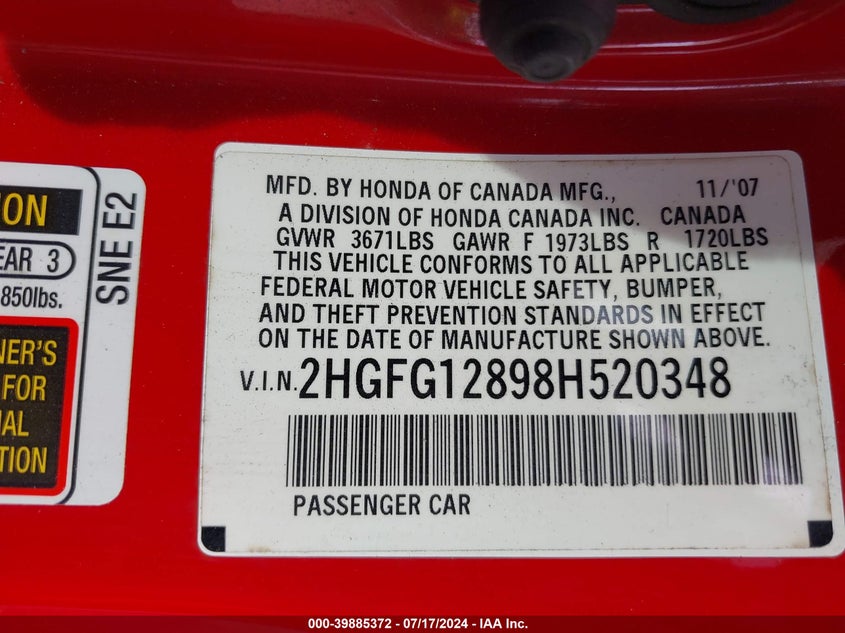 ION
EAR 3
850lbs.
NER'S
FOR
IAL
TION
SNE E2
MFD. BY HONDA OF CANADA MFG., 11/'07
A DIVISION OF HONDA CANADA INC. CANADA
GVWR 3671LBS GAWR F 1973LBS R 1720LBS
THIS VEHICLE CONFORMS TO ALL APPLICABLE
FEDERAL MOTOR VEHICLE SAFETY, BUMPER,
AND THEFT PREVENTION STANDARDS IN EFFECT
ON THE DATE OF MANUFACTURE SHOWN ABOVE.
V.I.N. 2HGFG12898H520348
PASSENGER CAR
000-39885372 - 07/17/2024 - IAA Inc.